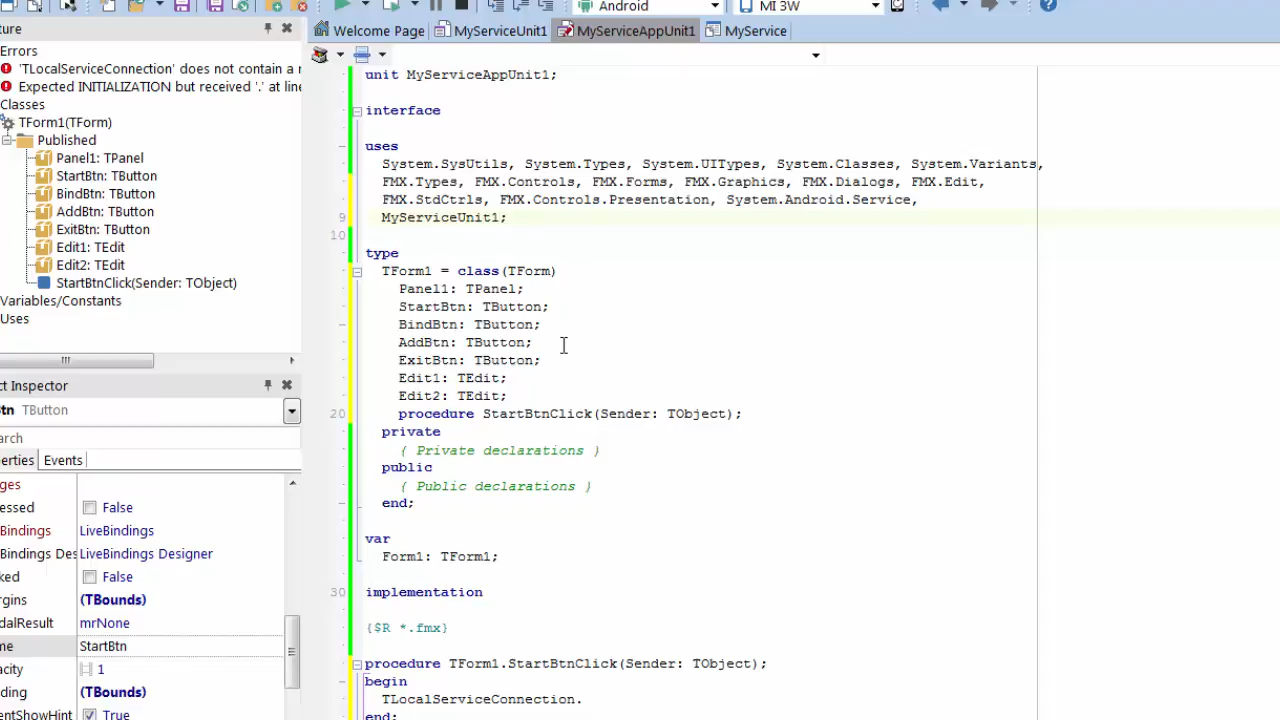 Android
MI 3W
ture
Welcome Page
MyServiceUnit1
MyServiceAppUnit1
MyService
Errors
'TLocalServiceConnection' does not contain a
Expected INITIALIZATION but received '.' at line
Classes
TForm1(TForm)
Published
Panel1: TPanel
StartBtn: TButton
BindBtn: TButton
AddBtn: TButton
ExitBtn: TButton
Edit1: TEdit
Edit2: TEdit
StartBtnClick(Sender: TObject)
Variables/Constants
Uses
ct Inspector
tn TButton
arch
perties Events
ges
essed False
Bindings LiveBindings
Bindings Des LiveBindings Designer
ked False
rgins (TBounds)
dalResult mrNone
me StartBtn
acity 1
ding (TBounds)
entShowHint True
unit MyServiceAppUnit1;
interface
uses
System.SysUtils, System.Types, System.UITypes, System.Classes, System.Variants,
FMX.Types, FMX.Controls, FMX.Forms, FMX.Graphics, FMX.Dialogs, FMX.Edit,
FMX.StdCtrls, FMX.Controls.Presentation, System.Android.Service,
9 MyServiceUnit1;
10
type
TForm1 = class(TForm)
Panel1: TPanel;
StartBtn: TButton;
BindBtn: TButton;
AddBtn: TButton;
ExitBtn: TButton;
Edit1: TEdit;
Edit2: TEdit;
20 procedure StartBtnClick(Sender: TObject);
private
{ Private declarations }
public
{ Public declarations }
end;
var
Form1: TForm1;
30 implementation
{$R *.fmx}
procedure TForm1.StartBtnClick(Sender: TObject);
begin
TLocalServiceConnection.
end;